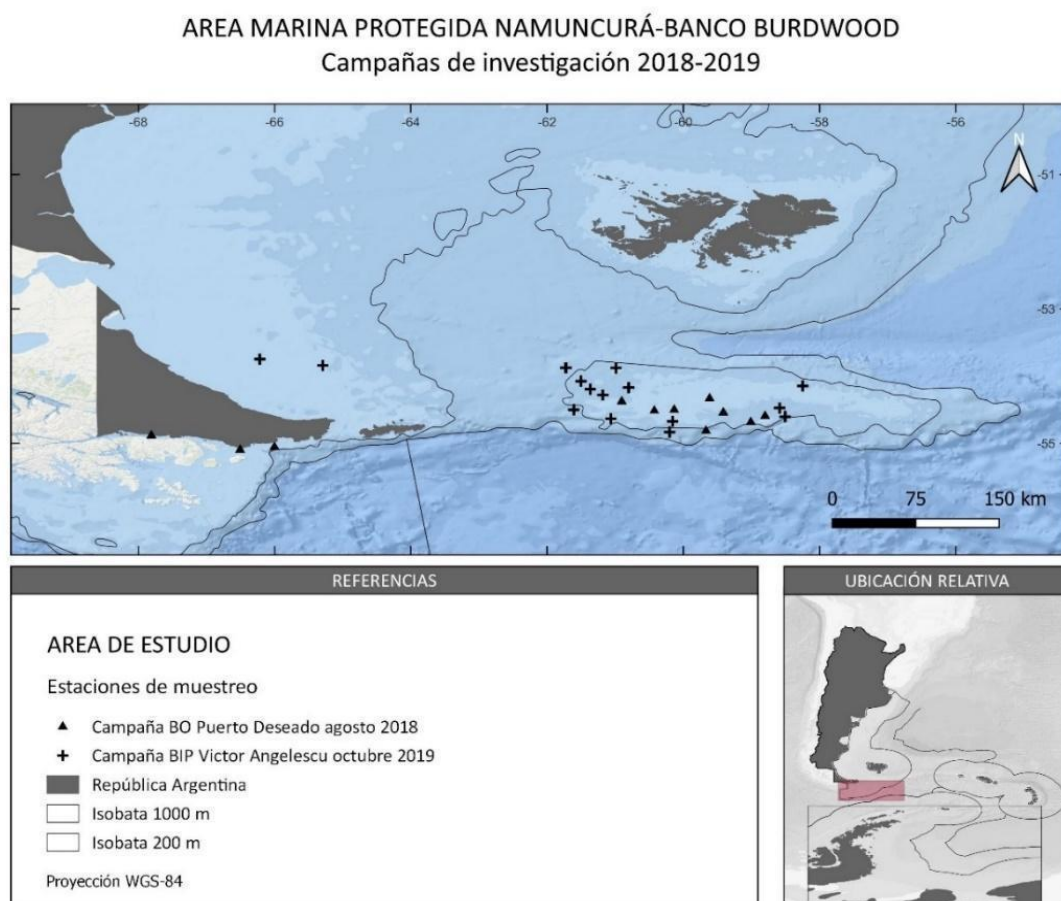 AREA MARINA PROTEGIDA NAMUNCURÁ-BANCO BURDWOOD
Campañas de investigación 2018-2019
-68 -66 -64 -62 -60 -58 -56
N
-51
-53
-55
0 75 150 km
REFERENCIAS
AREA DE ESTUDIO
Estaciones de muestreo
Campaña BO Puerto Deseado agosto 2018
Campaña BIP Victor Angelescu octubre 2019
República Argentina
Isobata 1000 m
Isobata 200 m
Proyección WGS-84
UBICACIÓN RELATIVA